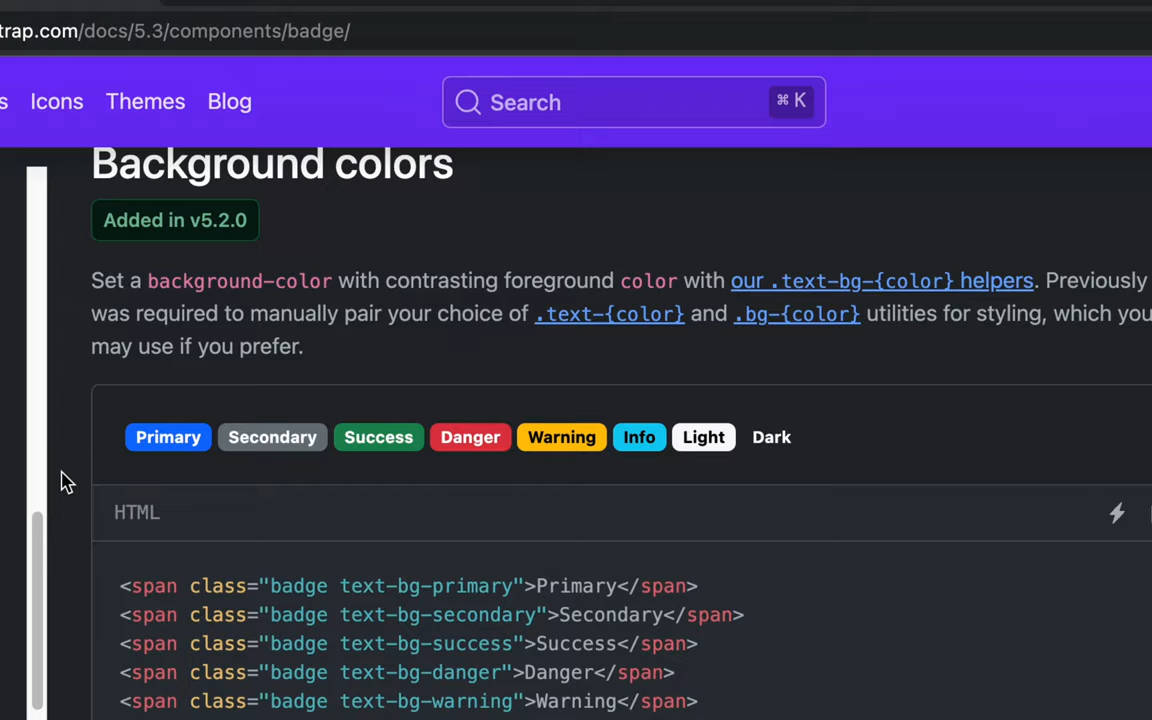 trap.com/docs/5.3/components/badge/
s Icons Themes Blog Search ⌘ K
Background colors
Added in v5.2.0
Set a background-color with contrasting foreground color with our .text-bg-{color} helpers. Previously
was required to manually pair your choice of .text-{color} and .bg-{color} utilities for styling, which you
may use if you prefer.
Primary Secondary Success Danger Warning Info Light Dark
HTML
<span class="badge text-bg-primary">Primary</span>
<span class="badge text-bg-secondary">Secondary</span>
<span class="badge text-bg-success">Success</span>
<span class="badge text-bg-danger">Danger</span>
<span class="badge text-bg-warning">Warning</span>